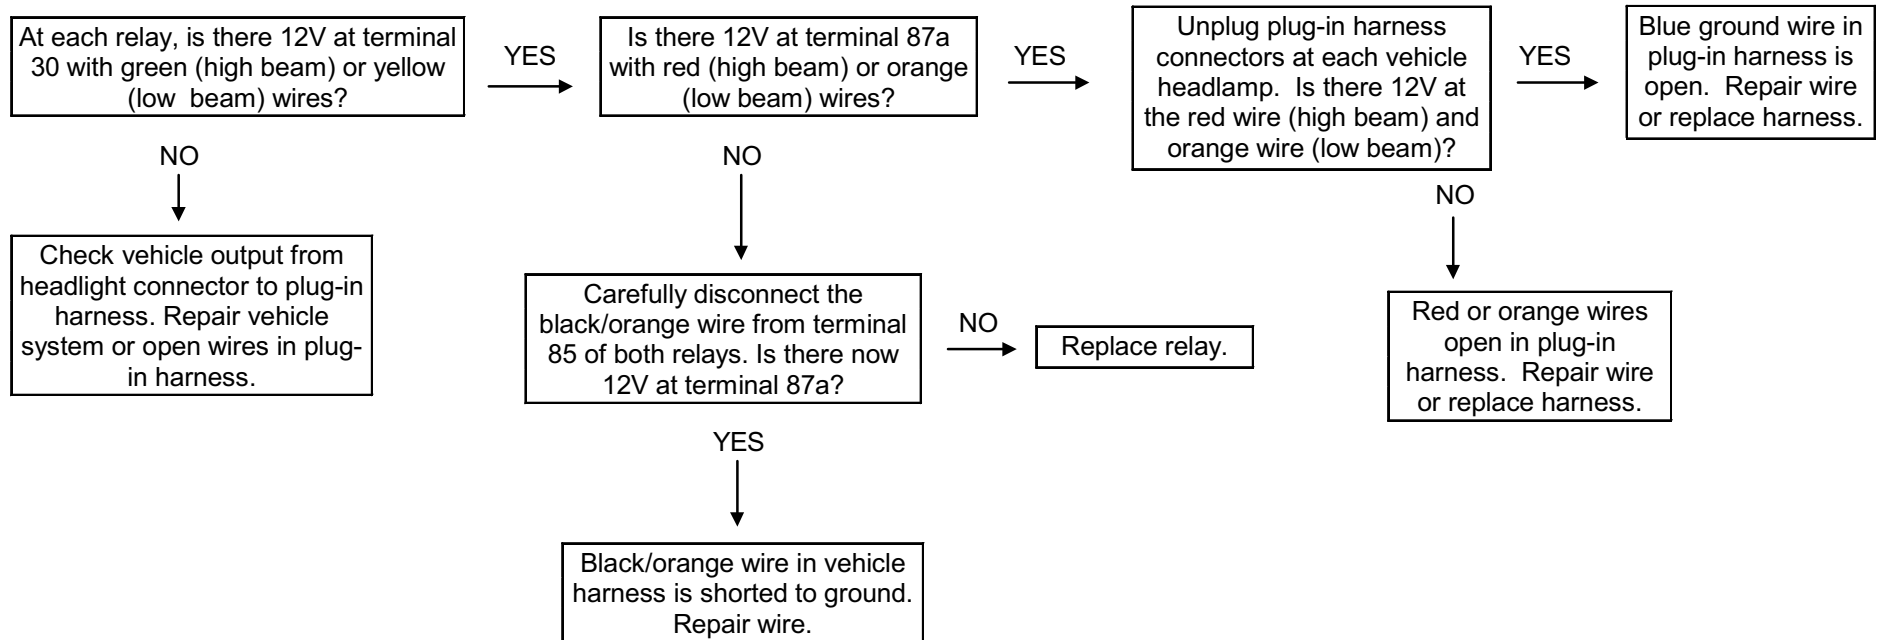 At each relay, is there 12V at terminal
30 with green (high beam) or yellow
(low beam) wires?
YES
Is there 12V at terminal 87a
with red (high beam) or orange
(low beam) wires?
YES
Unplug plug-in harness
connectors at each vehicle
headlamp. Is there 12V at
the red wire (high beam) and
orange wire (low beam)?
YES
Blue ground wire in
plug-in harness is
open. Repair wire
or replace harness.
NO
Check vehicle output from
headlight connector to plug-in
harness. Repair vehicle
system or open wires in plug-
in harness.
NO
Carefully disconnect the
black/orange wire from terminal
85 of both relays. Is there now
12V at terminal 87a?
NO
Replace relay.
NO
Red or orange wires
open in plug-in
harness. Repair wire
or replace harness.
YES
Black/orange wire in vehicle
harness is shorted to ground.
Repair wire.